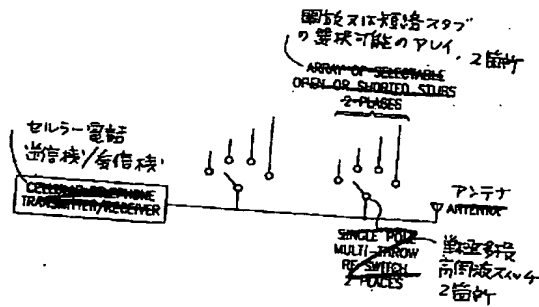 開放又は短絡スタブ
の選択可能のアレイ、2箇所
ARRAY OF SELECTABLE
OPEN OR SHORTED STUBS
2 PLACES
セルラー電話
送信機/受信機
CELLULAR TELEPHONE
TRANSMITTER/RECEIVER
アンテナ
ANTENNA
SINGLE POLE
MULTI-THROW
RF SWITCH
2 PLACES
単極多投
高周波スイッチ
2箇所